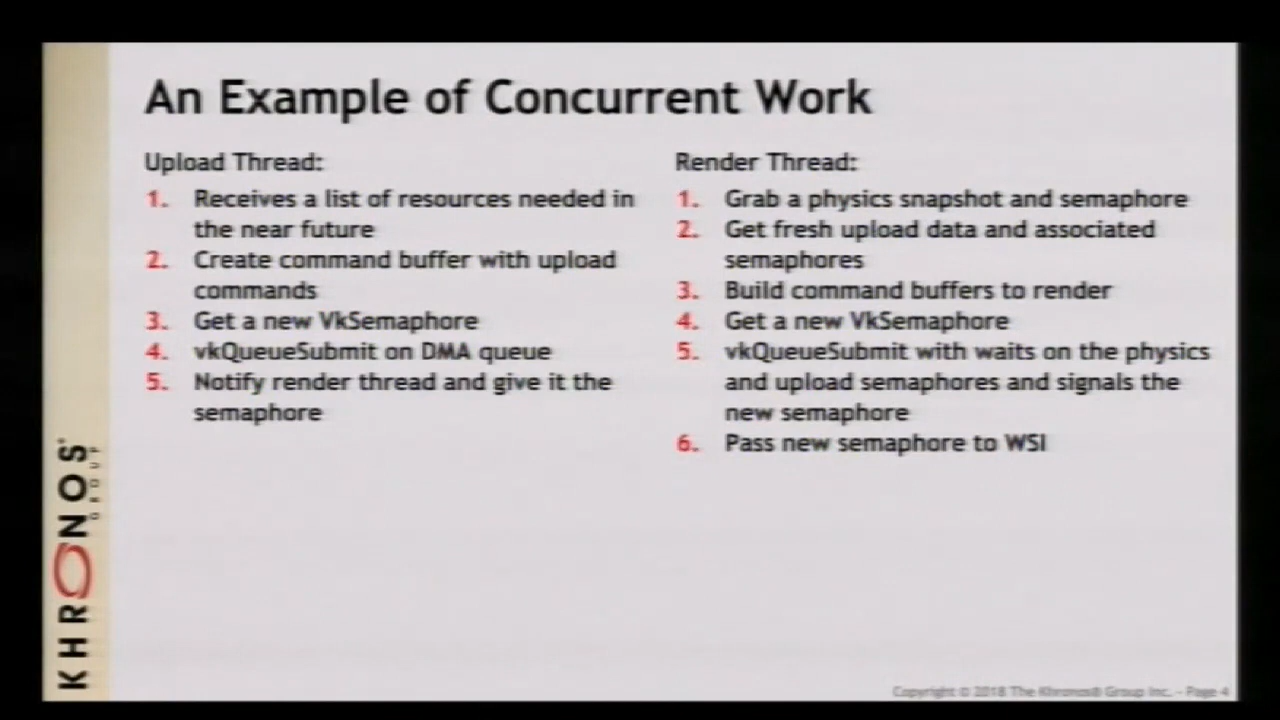 An Example of Concurrent Work
Upload Thread:
1. Receives a list of resources needed in
the near future
2. Create command buffer with upload
commands
3. Get a new VkSemaphore
4. vkQueueSubmit on DMA queue
5. Notify render thread and give it the
semaphore
Render Thread:
1. Grab a physics snapshot and semaphore
2. Get fresh upload data and associated
semaphores
3. Build command buffers to render
4. Get a new VkSemaphore
5. vkQueueSubmit with waits on the physics
and upload semaphores and signals the
new semaphore
6. Pass new semaphore to WSI
KHRONOS
GROUP
Copyright © 2018 The Khronos® Group Inc. - Page 4